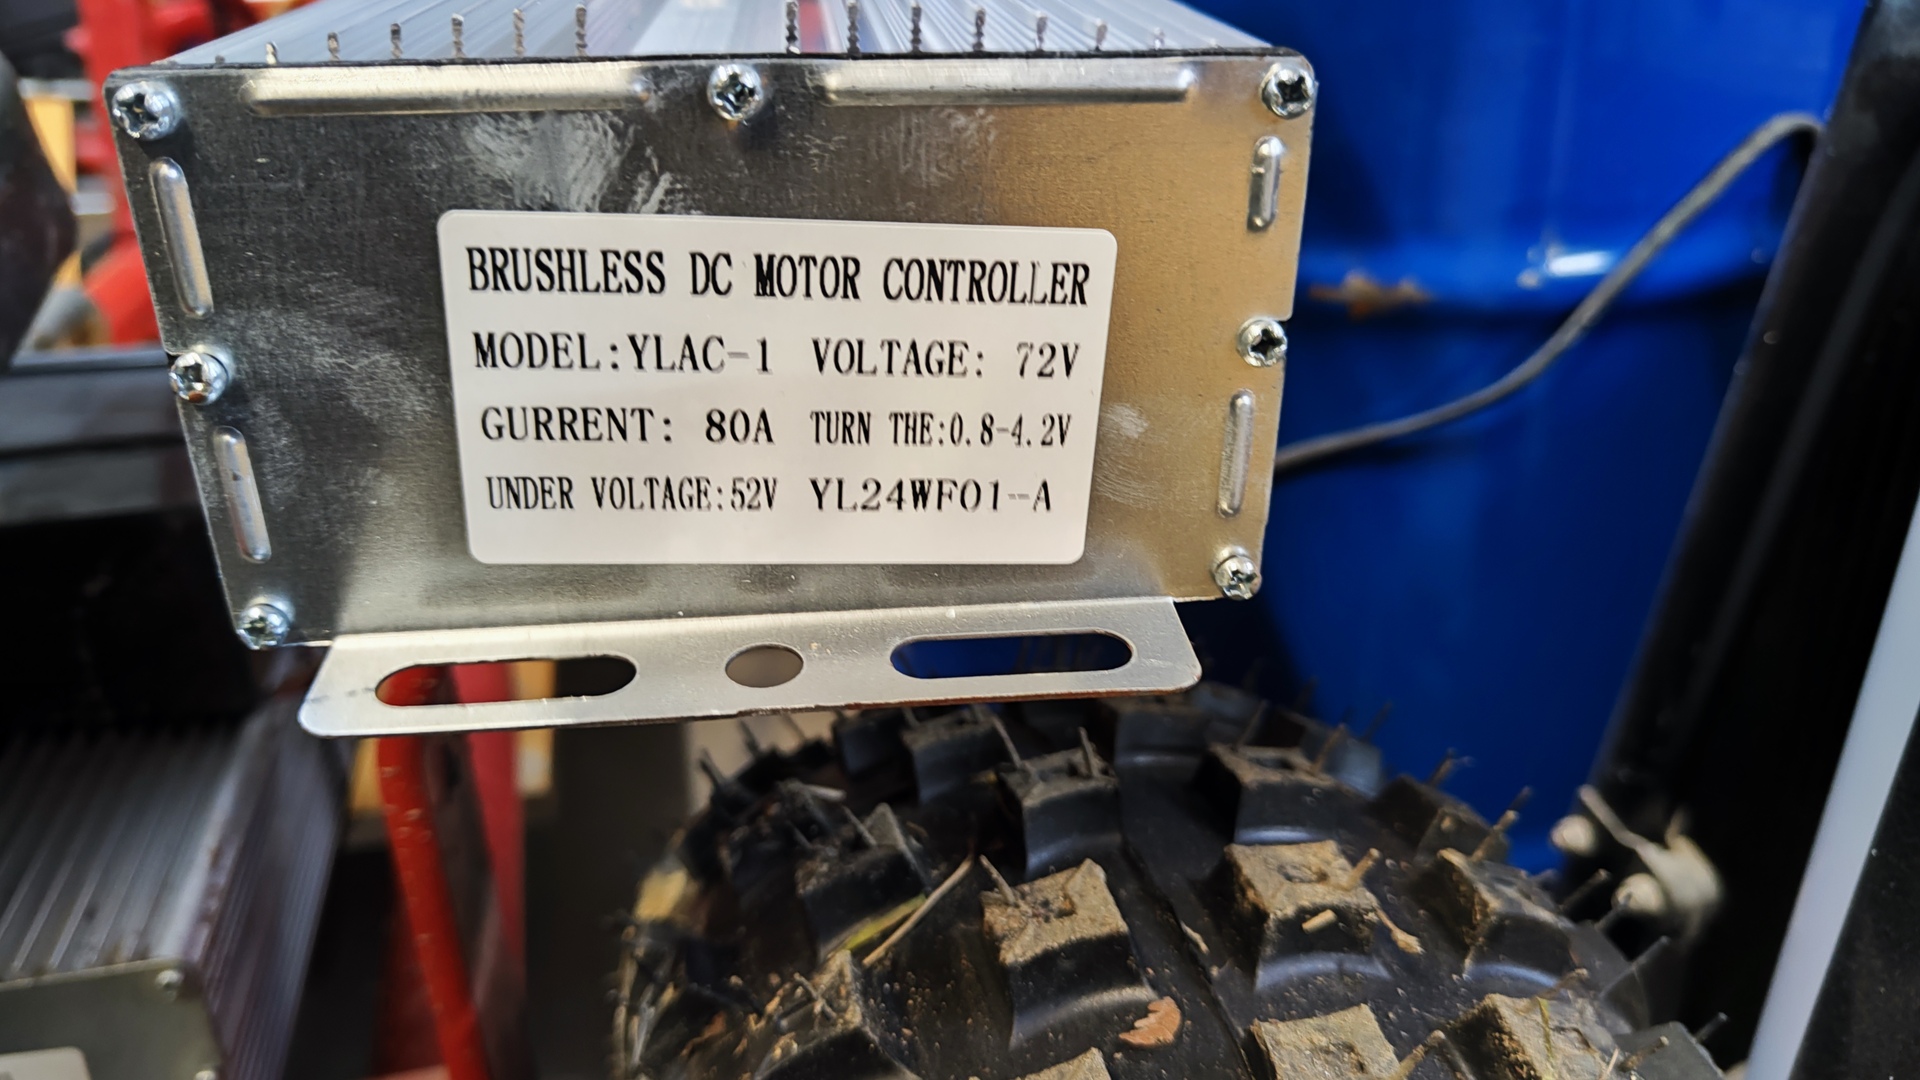 BRUSHLESS DC MOTOR CONTROLLER
MODEL:YLAC-1 VOLTAGE: 72V
GURRENT: 80A TURN THE:0.8-4.2V
UNDER VOLTAGE:52V YL24WF01--A